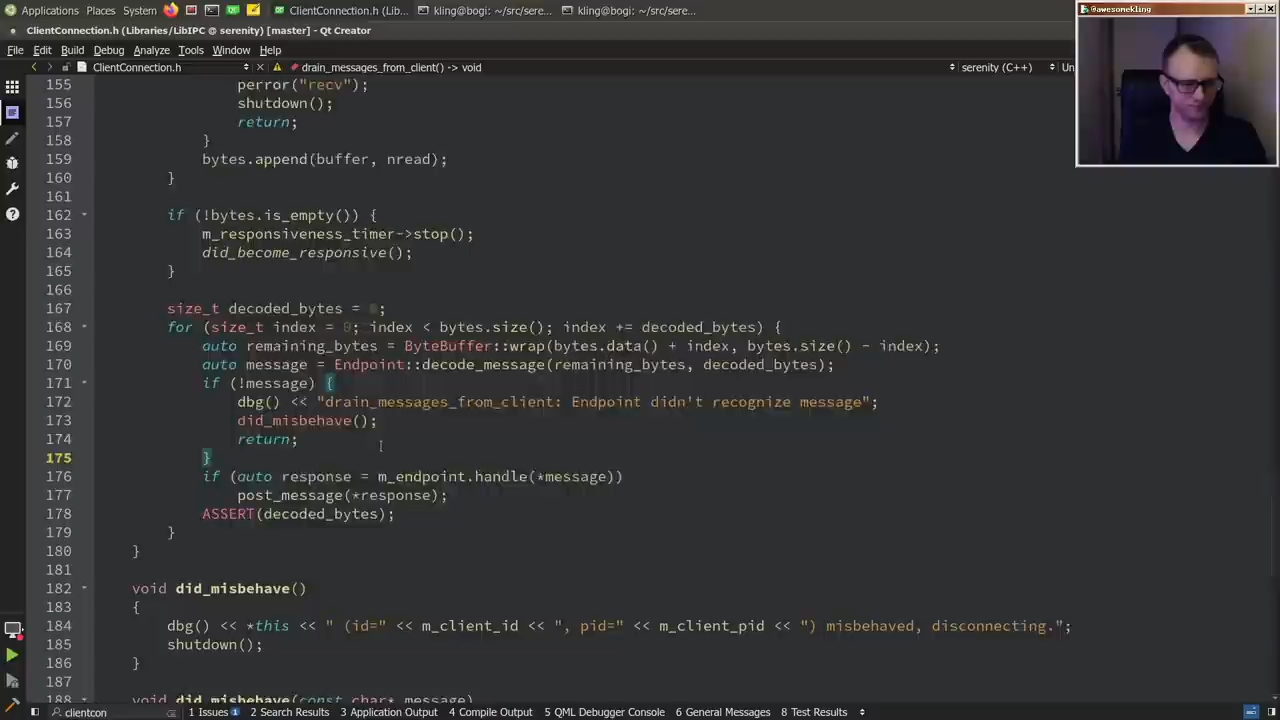 Applications Places System ClientConnection.h (Lib... kling@bogi: ~/src/sere... kling@bogi: ~/src/sere...
@awesomekling
ClientConnection.h (Libraries/LibIPC @ serenity) [master] - Qt Creator
File Edit Build Debug Analyze Tools Window Help
ClientConnection.h drain_messages_from_client() -> void serenity (C++) Un
155 perror("recv");
156 shutdown();
157 return;
158 }
159 bytes.append(buffer, nread);
160 }
161
162 if (!bytes.is_empty()) {
163 m_responsiveness_timer->stop();
164 did_become_responsive();
165 }
166
167 size_t decoded_bytes = 0;
168 for (size_t index = 0; index < bytes.size(); index += decoded_bytes) {
169 auto remaining_bytes = ByteBuffer::wrap(bytes.data() + index, bytes.size() - index);
170 auto message = Endpoint::decode_message(remaining_bytes, decoded_bytes);
171 if (!message) {
172 dbg() << "drain_messages_from_client: Endpoint didn't recognize message";
173 did_misbehave();
174 return;
175 }
176 if (auto response = m_endpoint.handle(*message))
177 post_message(*response);
178 ASSERT(decoded_bytes);
179 }
180 }
181
182 void did_misbehave()
183 {
184 dbg() << *this << " (id=" << m_client_id << ", pid=" << m_client_pid << ") misbehaved, disconnecting.";
185 shutdown();
186 }
187
188 void did_misbehave(const char* message)
clientcon 1 Issues 1 2 Search Results 3 Application Output 4 Compile Output 5 QML Debugger Console 6 General Messages 8 Test Results